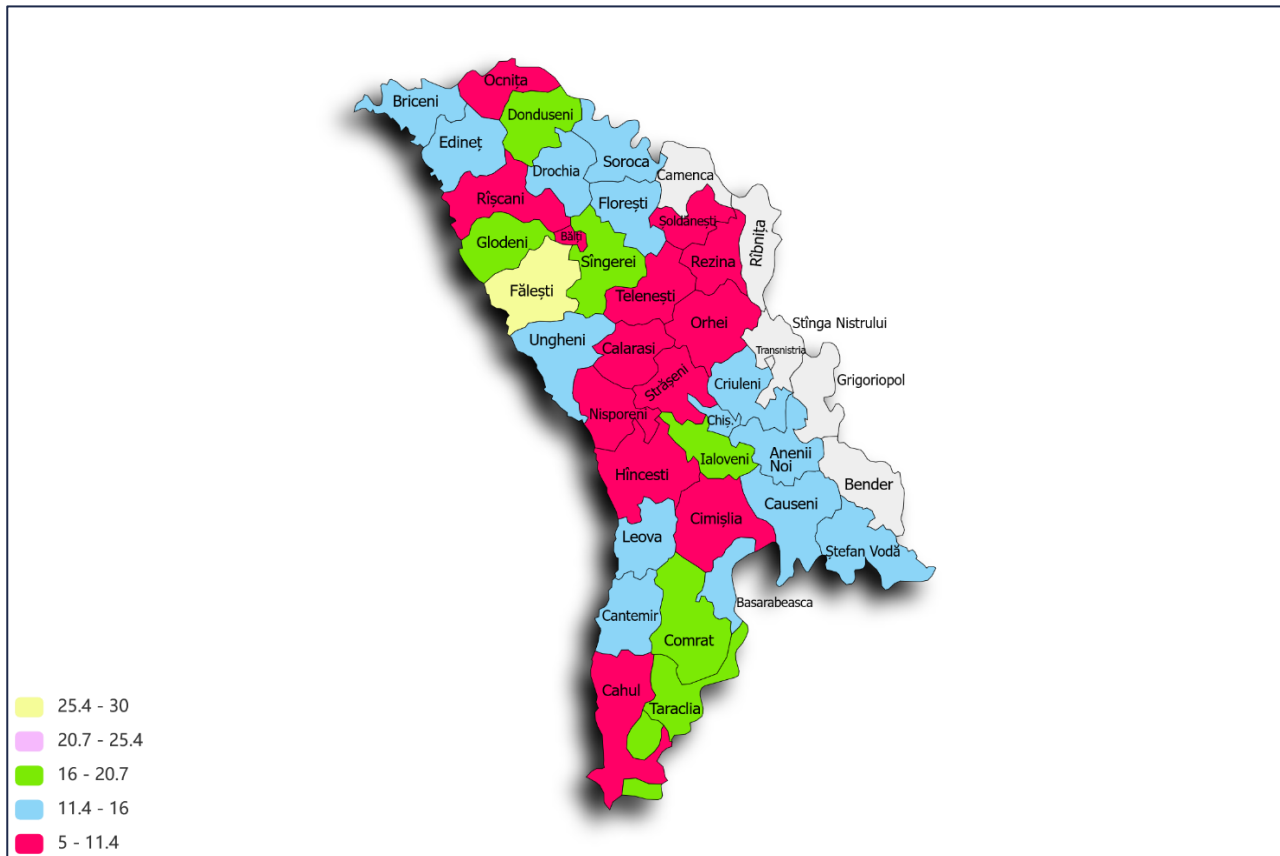 Ocnița
Briceni
Donduseni
Edineț
Soroca
Drochia
Camenca
Rîșcani
Florești
Soldănești
Bălți
Glodeni
Sîngerei
Rezina
Rîbnița
Fălești
Telenești
Orhei
Stînga Nistrului
Ungheni
Calarasi
Transnistria
Criuleni
Grigoriopol
Strășeni
Nisporeni
Chiș.
Ialoveni
Anenii
Noi
Hîncesti
Bender
Causeni
Cimișlia
Leova
Ștefan Vodă
Basarabeasca
Cantemir
Comrat
Cahul
Taraclia
25.4 - 30
20.7 - 25.4
16 - 20.7
11.4 - 16
5 - 11.4